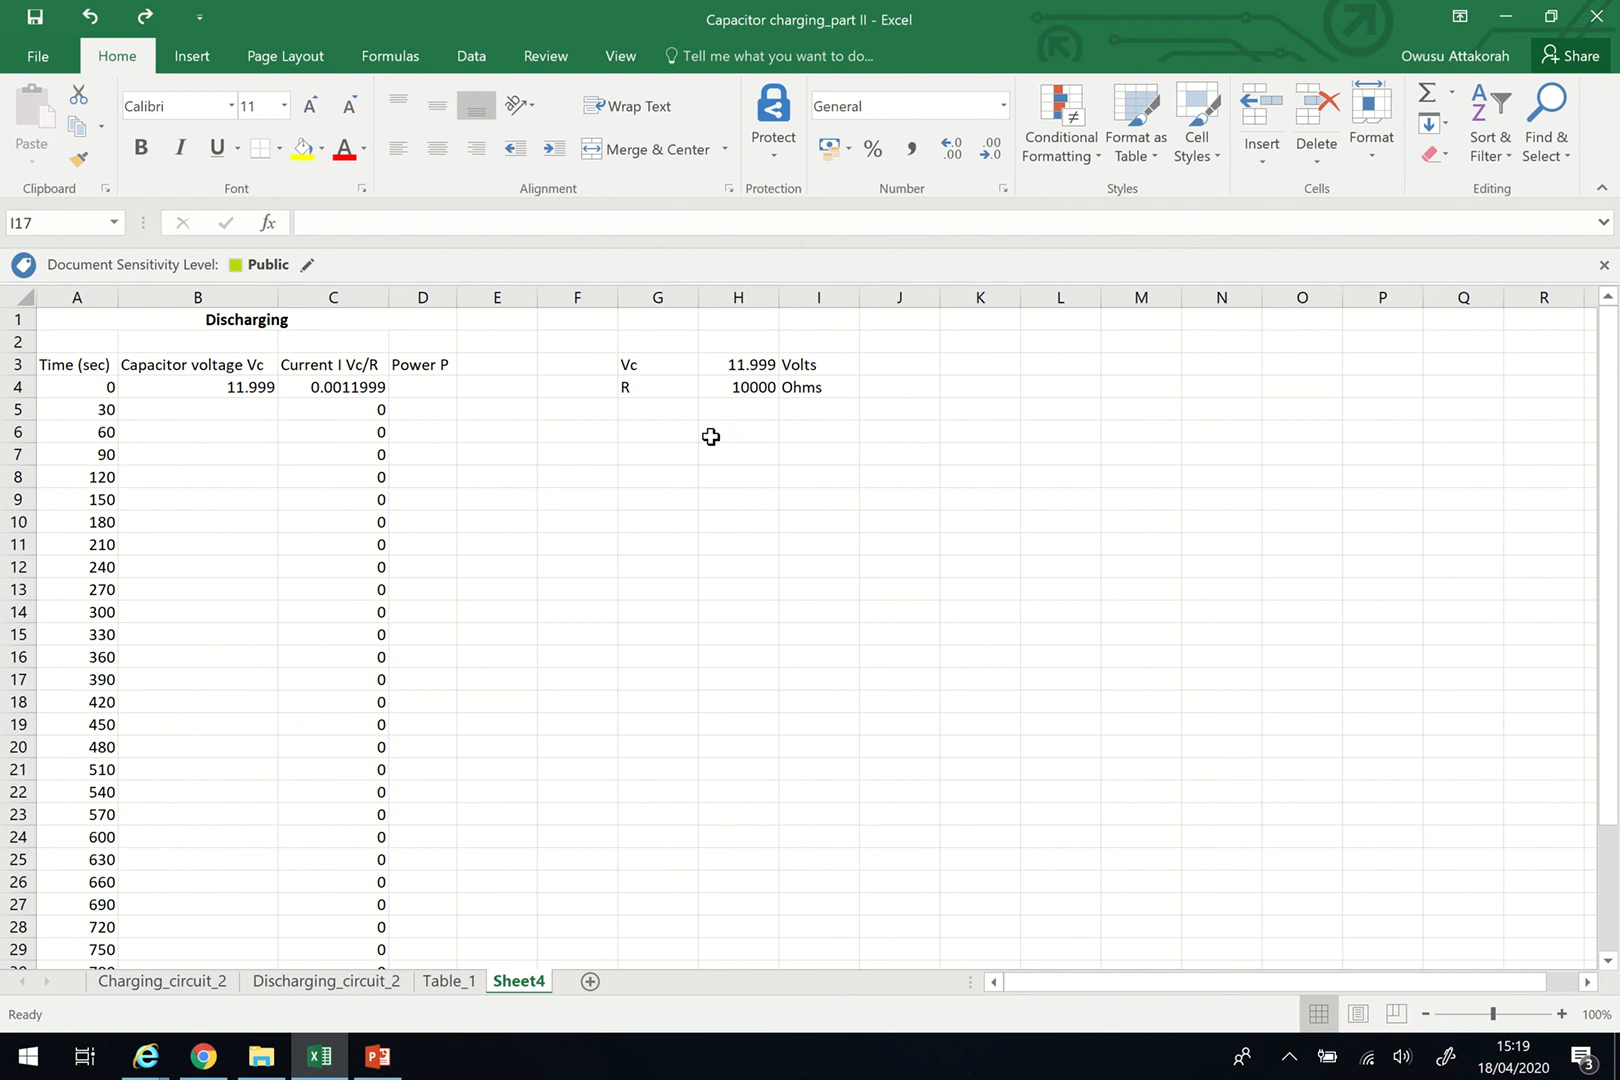 Capacitor charging_part II - Excel
File Home Insert Page Layout Formulas Data Review View Tell me what you want to do... Owusu Attakorah Share
Paste Calibri 11 A A Wrap Text General Protect Conditional Formatting Format as Table Cell Styles Insert Delete Format Sort & Filter Find & Select
B I U A Merge & Center % , .0 .00 .00 .0
Clipboard Font Alignment Protection Number Styles Cells Editing
I17 fx
Document Sensitivity Level: Public
A B C D E F G H I J K L M N O P Q R
1 Discharging
2
3 Time (sec) Capacitor voltage Vc Current I Vc/R Power P Vc 11.999 Volts
4 0 11.999 0.0011999 R 10000 Ohms
5 30 0
6 60 0
7 90 0
8 120 0
9 150 0
10 180 0
11 210 0
12 240 0
13 270 0
14 300 0
15 330 0
16 360 0
17 390 0
18 420 0
19 450 0
20 480 0
21 510 0
22 540 0
23 570 0
24 600 0
25 630 0
26 660 0
27 690 0
28 720 0
29 750 0
Charging_circuit_2 Discharging_circuit_2 Table_1 Sheet4
Ready 100%
15:19
18/04/2020
3